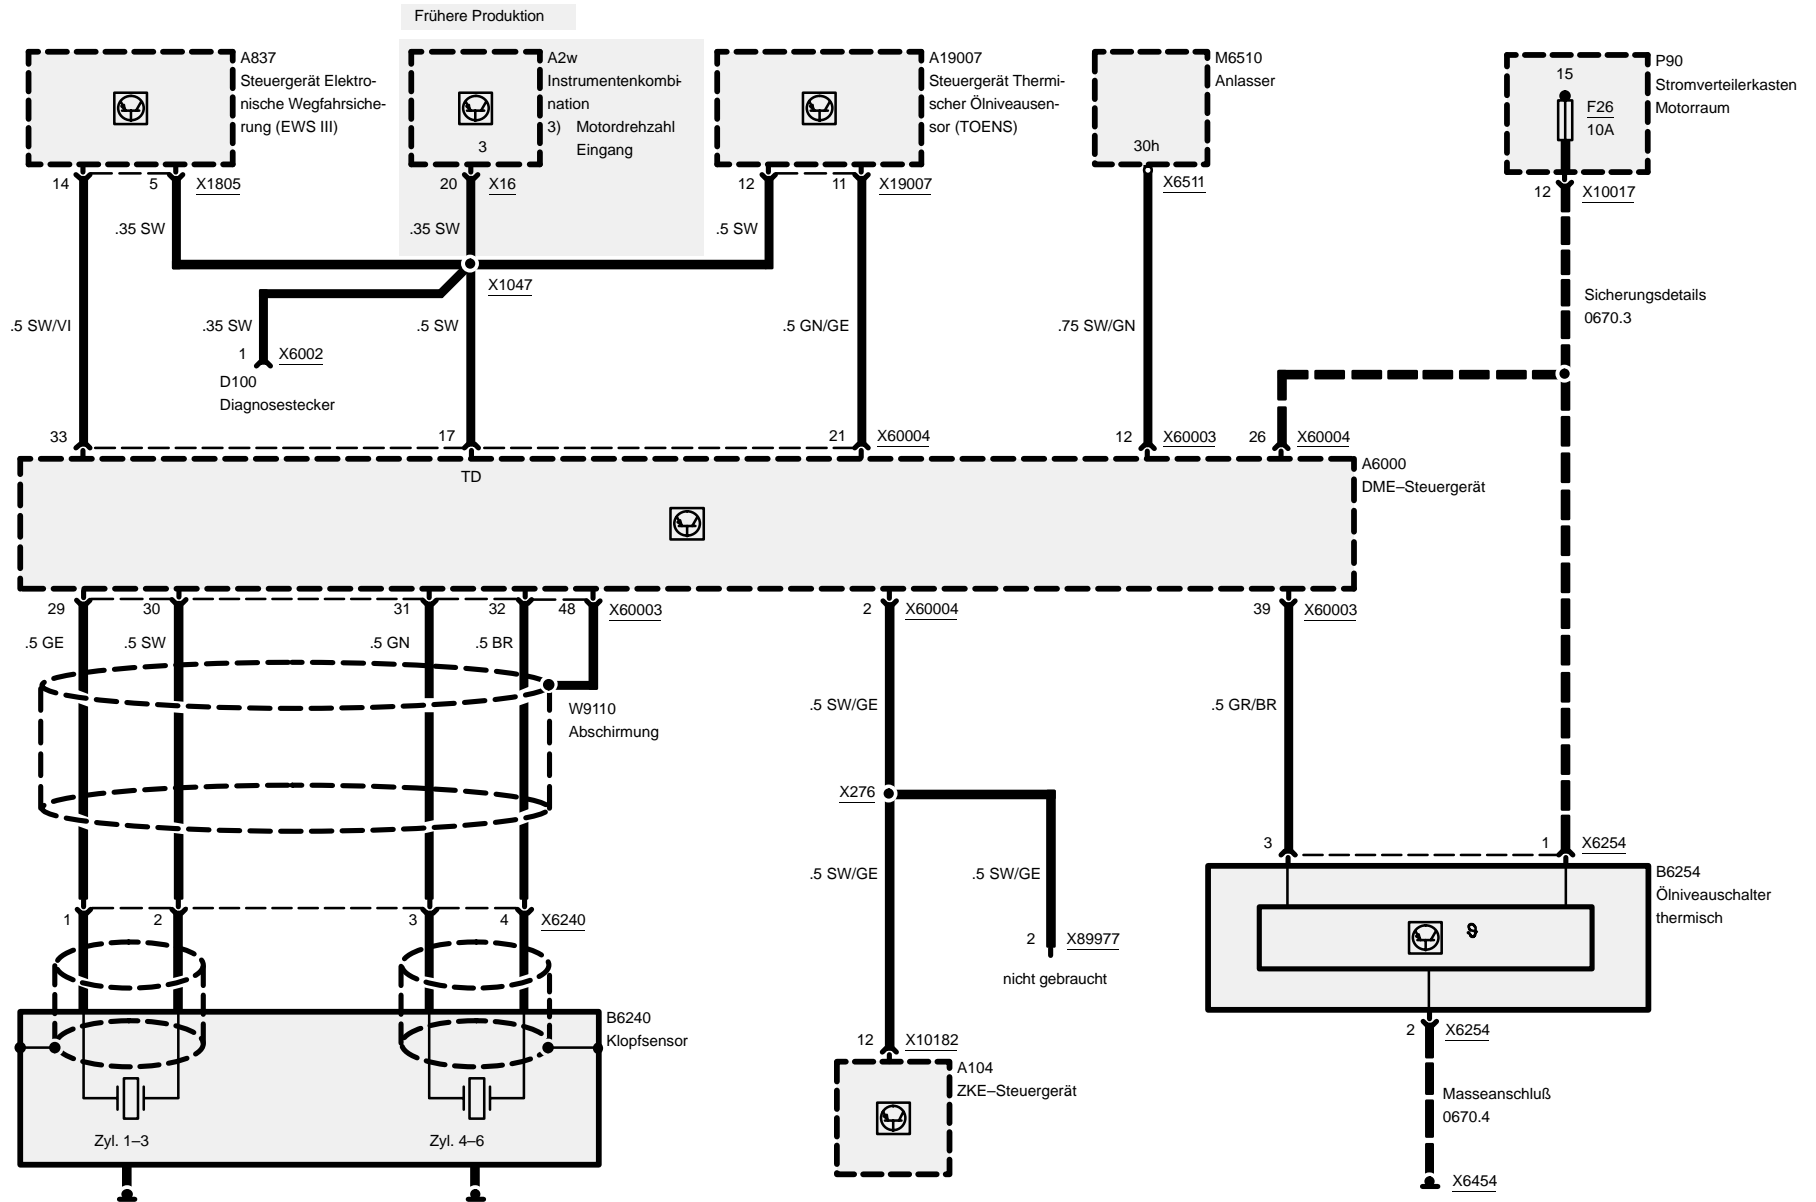 Frühere Produktion
A837
Steuergerät Elektro-
nische Wegfahrsiche-
rung (EWS III)
14
5
X1805
A2w
Instrumentenkombi-
nation
3) Motordrehzahl
Eingang
3
20
X16
A19007
Steuergerät Thermi-
scher Ölniveausen-
sor (TOENS)
12
11
X19007
M6510
Anlasser
30h
X6511
P90
Stromverteilerkasten
Motorraum
15
F26
10A
12
X10017
.35 SW
.35 SW
.5 SW
X1047
.5 SW/VI
.35 SW
.5 SW
.5 GN/GE
.75 SW/GN
Sicherungsdetails
0670.3
1
X6002
D100
Diagnosestecker
33
17
21
X60004
12
X60003
26
X60004
TD
A6000
DME–Steuergerät
29
30
31
32
48
X60003
2
X60004
39
X60003
.5 GE
.5 SW
.5 GN
.5 BR
W9110
Abschirmung
.5 SW/GE
.5 GR/BR
X276
.5 SW/GE
.5 SW/GE
2
X89977
nicht gebraucht
3
1
X6254
B6254
Ölniveauschalter
thermisch
ϑ
1
2
3
4
X6240
B6240
Klopfsensor
Zyl. 1–3
Zyl. 4–6
12
X10182
A104
ZKE–Steuergerät
2
X6254
Masseanschluß
0670.4
X6454